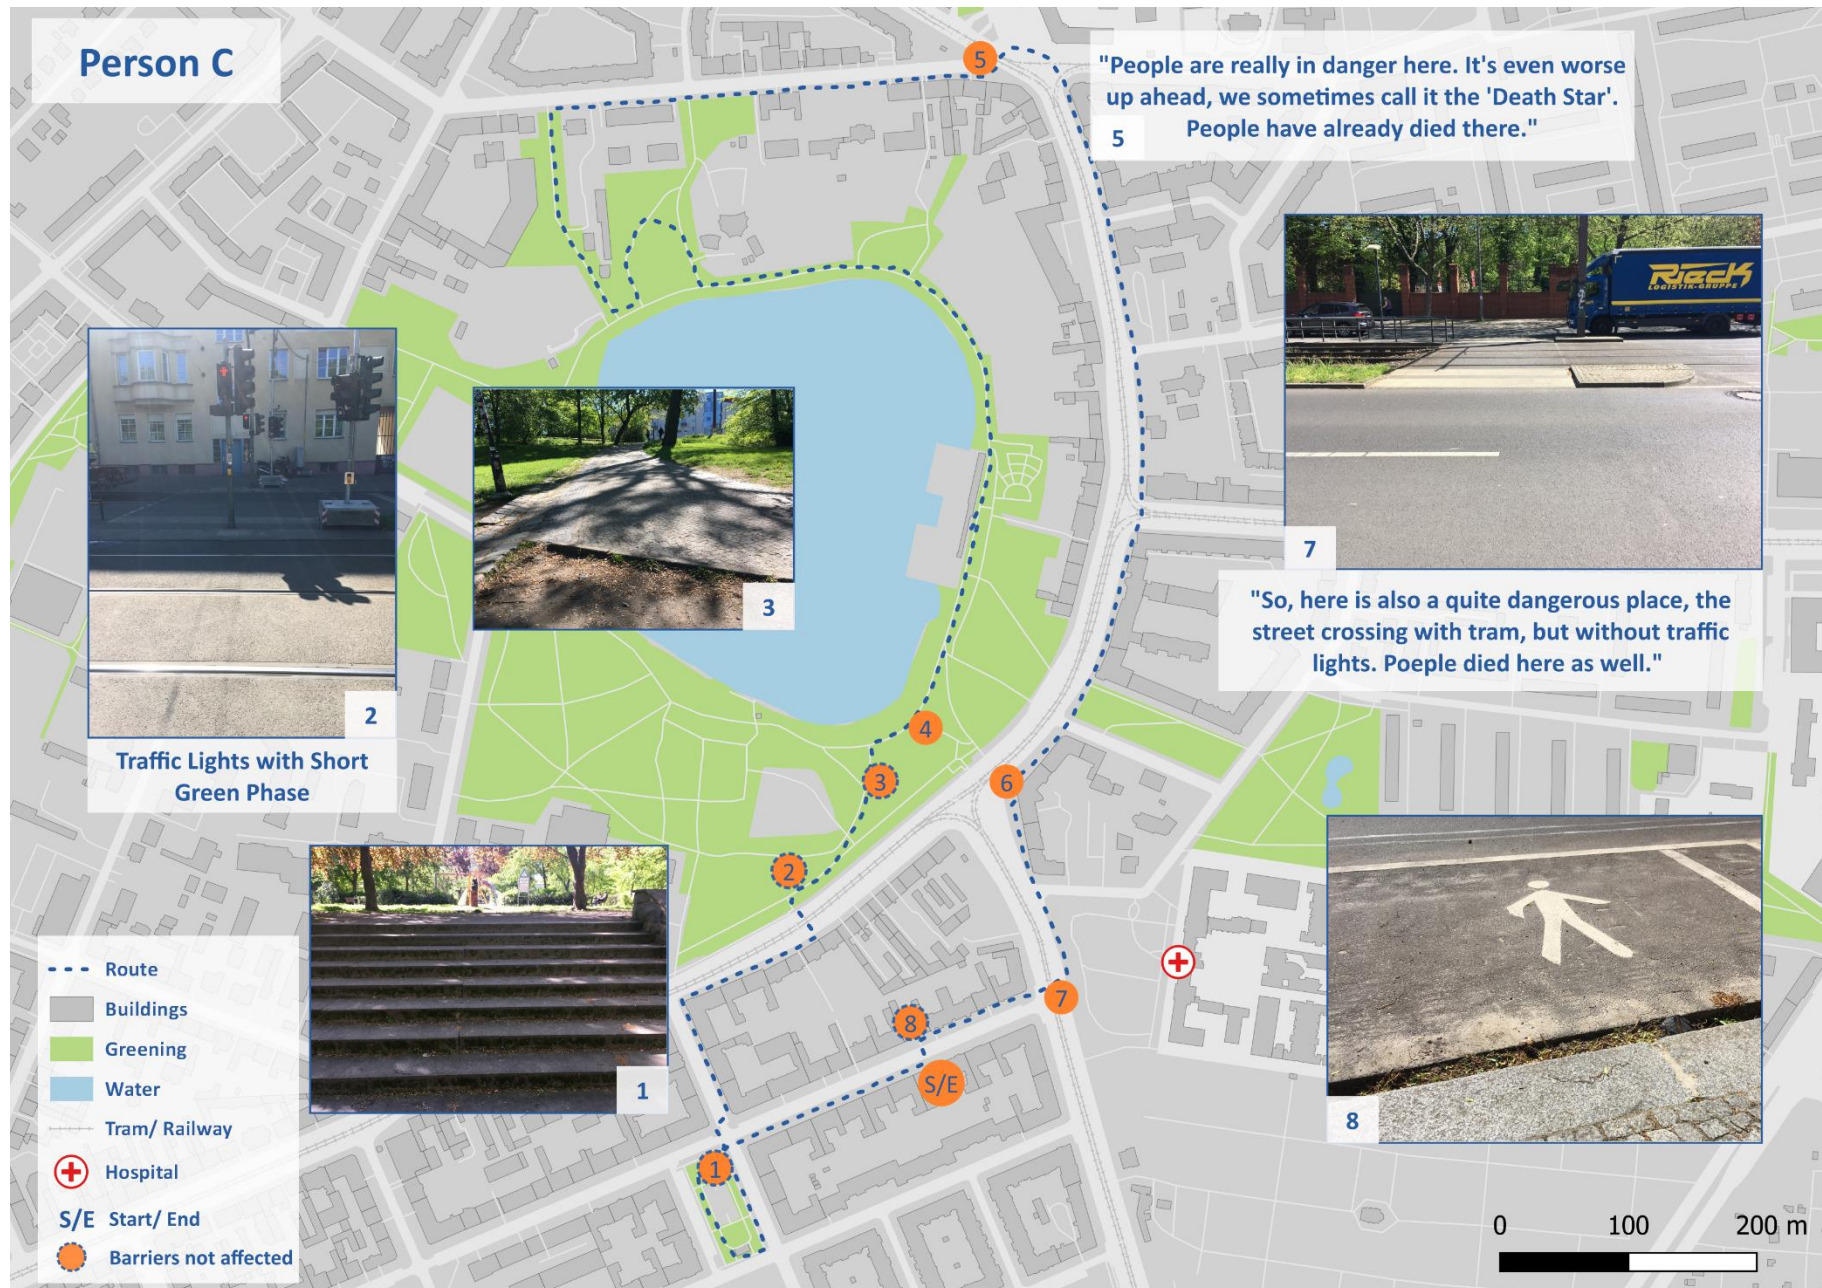 Person C
5
"People are really in danger here. It's even worse
up ahead, we sometimes call it the 'Death Star'.
People have already died there."
5
RIECK
LOGISTIK-GRUPPE
7
"So, here is also a quite dangerous place, the
street crossing with tram, but without traffic
lights. Poeple died here as well."
2
Traffic Lights with Short
Green Phase
3
4
3
6
2
1
7
8
S/E
1
8
Route
Buildings
Greening
Water
Tram/ Railway
Hospital
S/E Start/ End
Barriers not affected
0 100 200 m